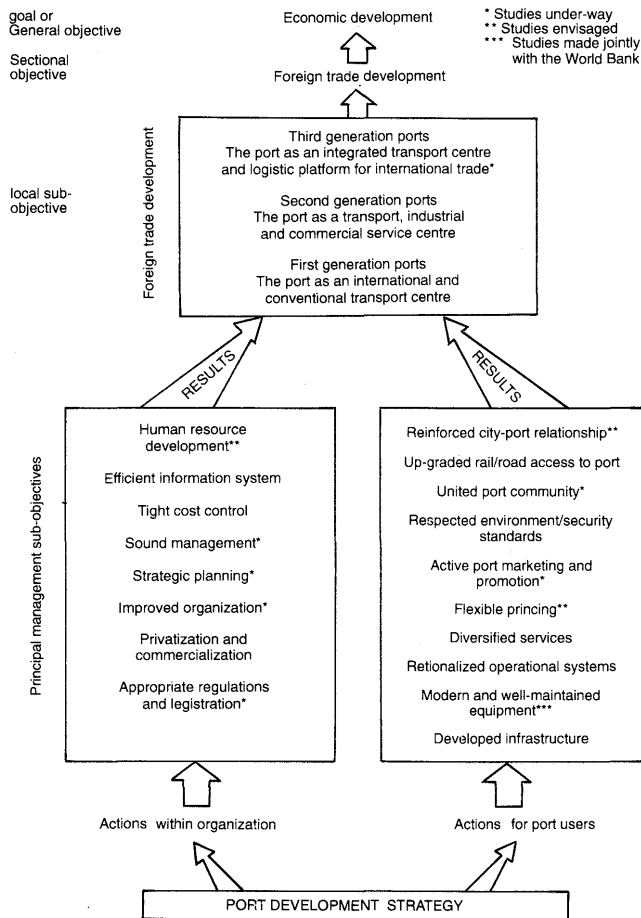 goal or
General objective
Economic development
* Studies under-way
** Studies envisaged
*** Studies made jointly
with the World Bank
Sectional
objective
Foreign trade development
local sub-
objective
Foreign trade development
Third generation ports
The port as an integrated transport centre
and logistic platform for international trade*
Second generation ports
The port as a transport, industrial
and commercial service centre
First generation ports
The port as an international and
conventional transport centre
RESULTS
RESULTS
Principal management sub-objectives
Human resource
development**
Efficient information system
Tight cost control
Sound management*
Strategic planning*
Improved organization*
Privatization and
commercialization
Appropriate regulations
and legistration*
Reinforced city-port relationship**
Up-graded rail/road access to port
United port community*
Respected environment/security
standards
Active port marketing and
promotion*
Flexible princing**
Diversified services
Retionalized operational systems
Modern and well-maintained
equipment***
Developed infrastructure
Actions within organization
Actions for port users
PORT DEVELOPMENT STRATEGY